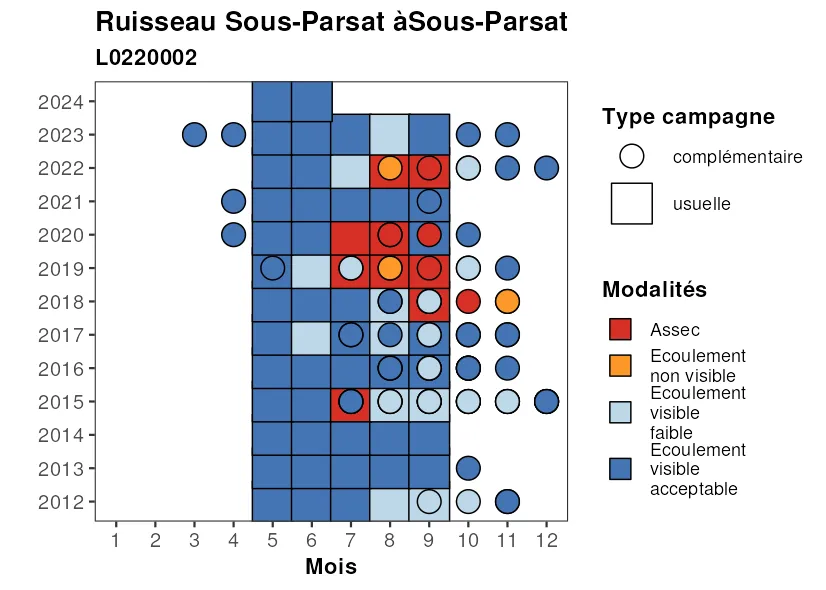 Ruisseau Sous-Parsat àSous-Parsat
L0220002
2024
2023
2022
2021
2020
2019
2018
2017
2016
2015
2014
2013
2012
1 2 3 4 5 6 7 8 9 10 11 12
Mois
Type campagne
complémentaire
usuelle
Modalités
Assec
Ecoulement
non visible
Ecoulement
visible
faible
Ecoulement
visible
acceptable